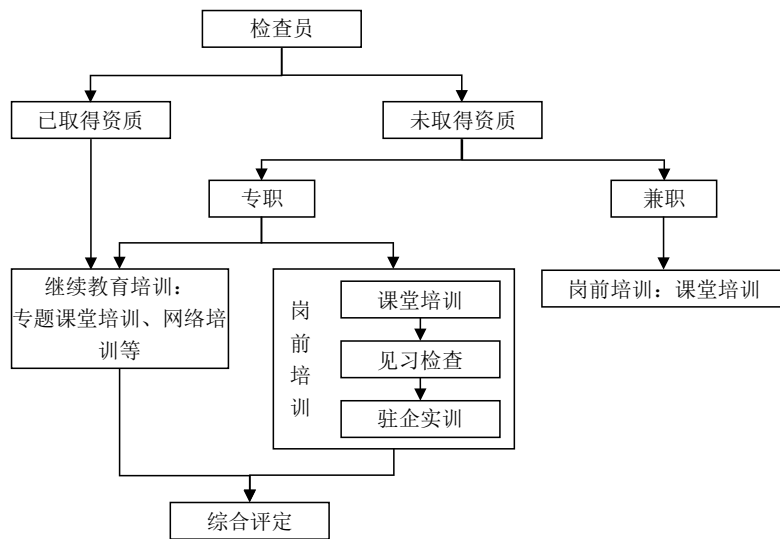 检查员
已取得资质
未取得资质
专职
兼职
继续教育培训：
专题课堂培训、网络培
训等
岗
前
培
训
课堂培训
见习检查
驻企实训
岗前培训：课堂培训
综合评定